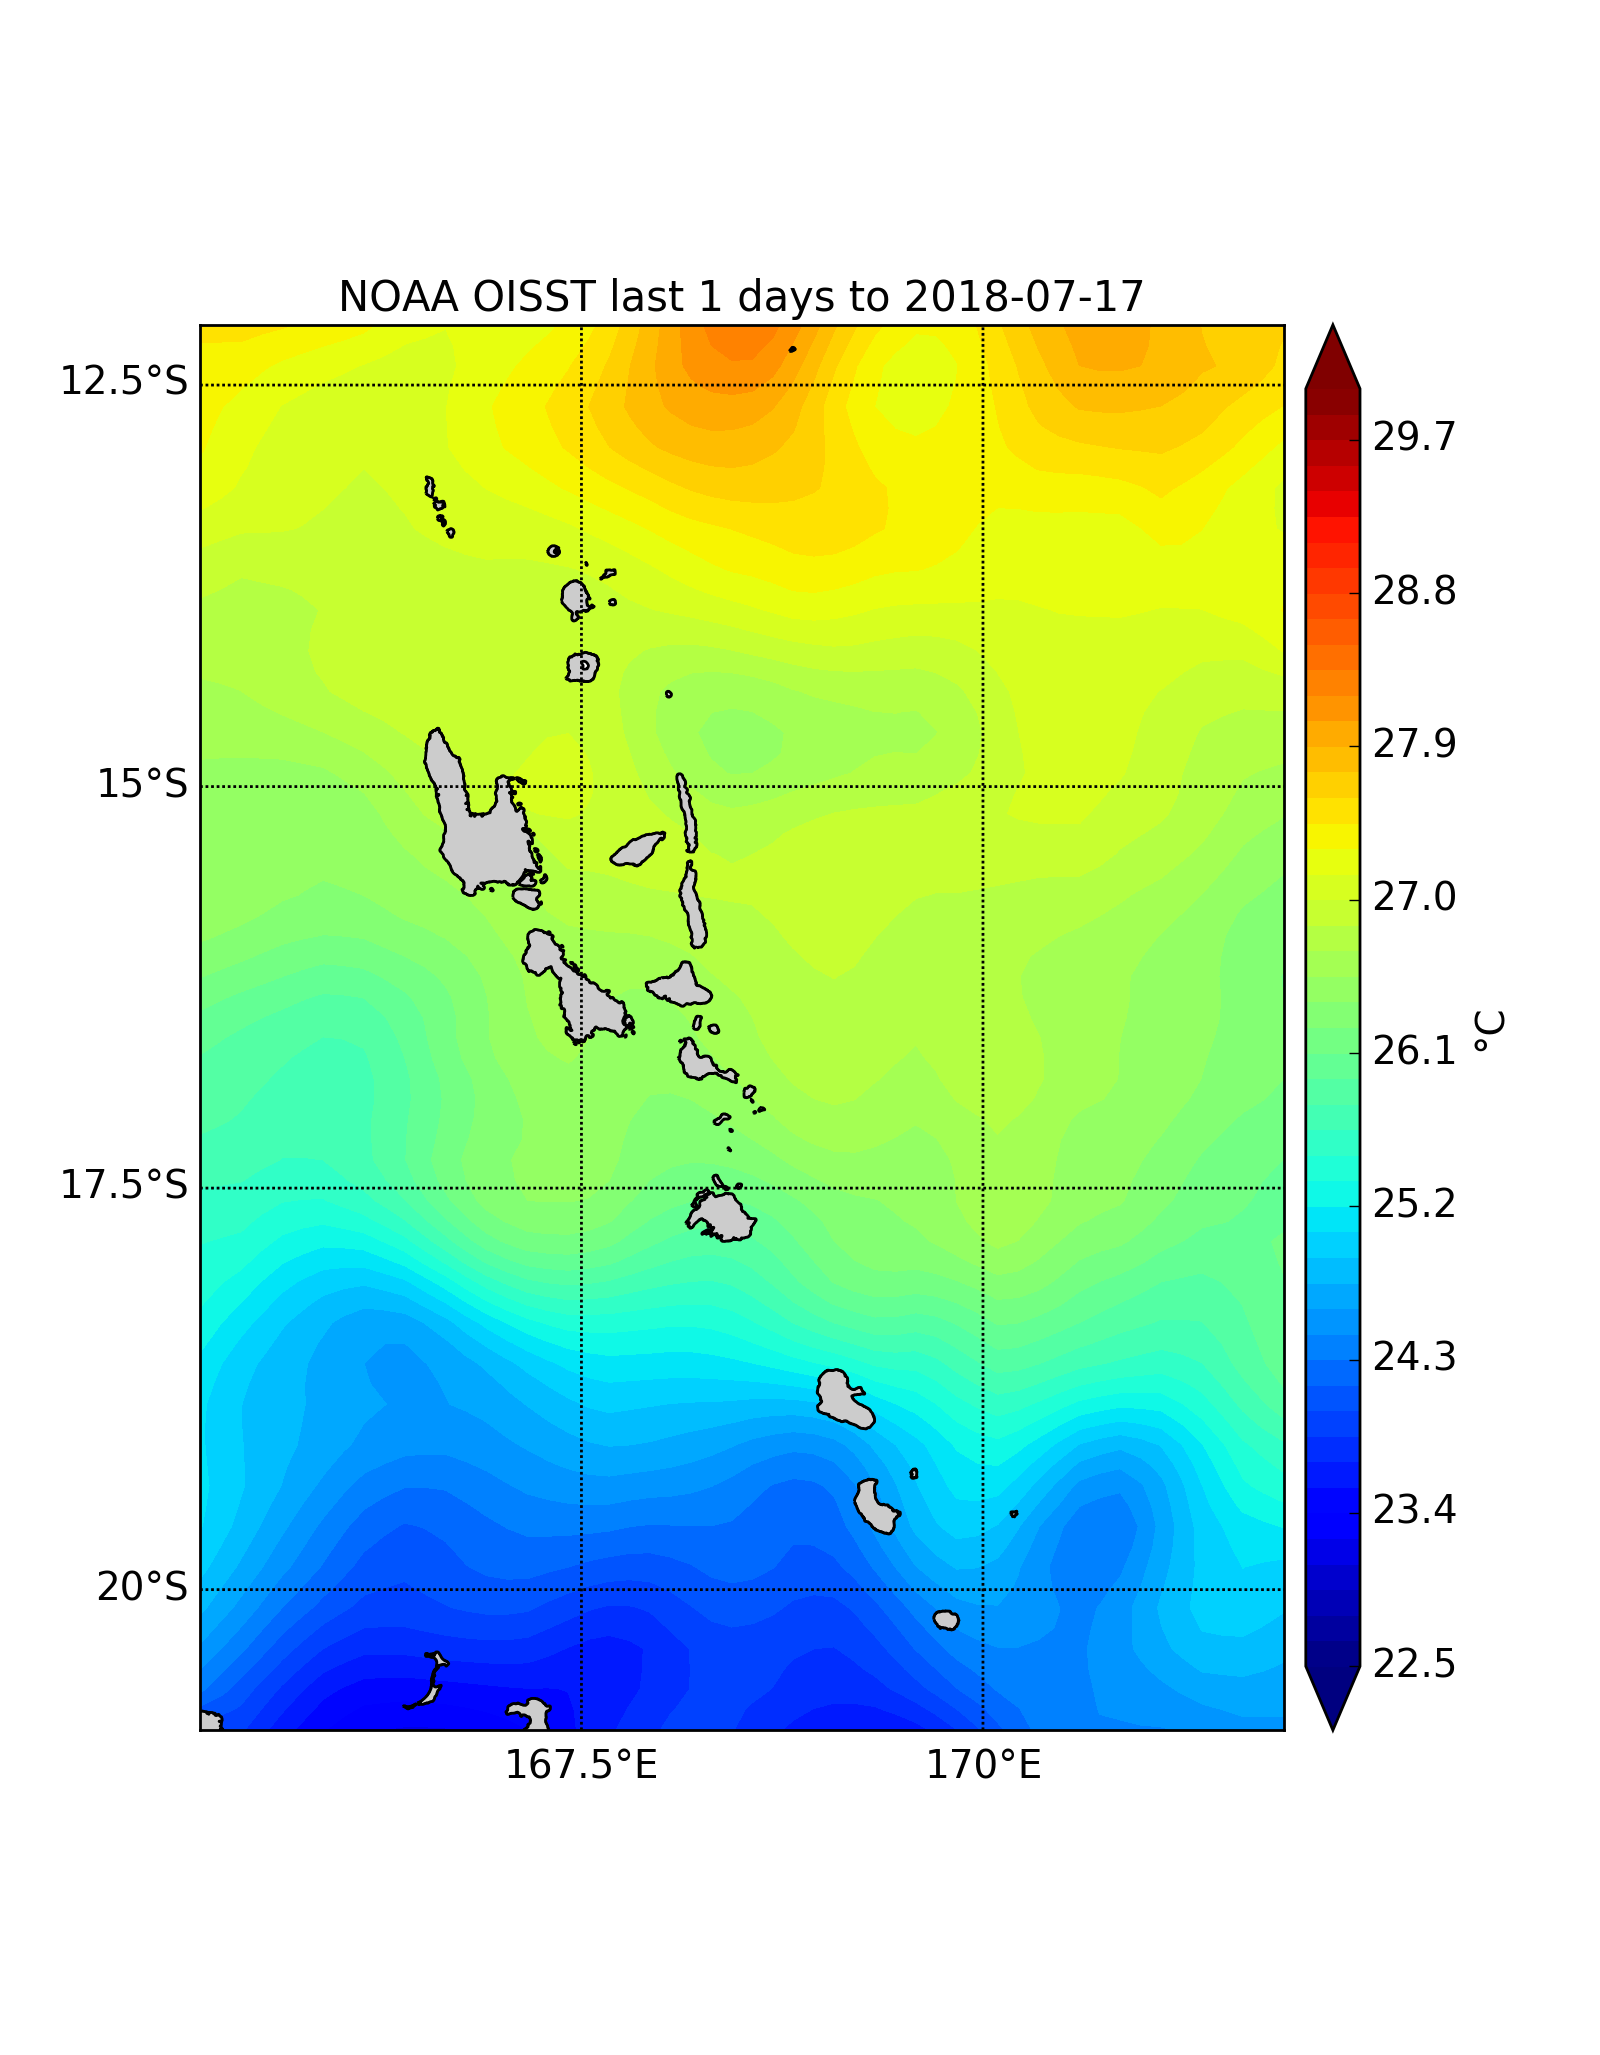 NOAA OISST last 1 days to 2018-07-17
12.5°S
15°S
17.5°S
20°S
167.5°E
170°E
29.7
28.8
27.9
27.0
26.1
25.2
24.3
23.4
22.5
°C